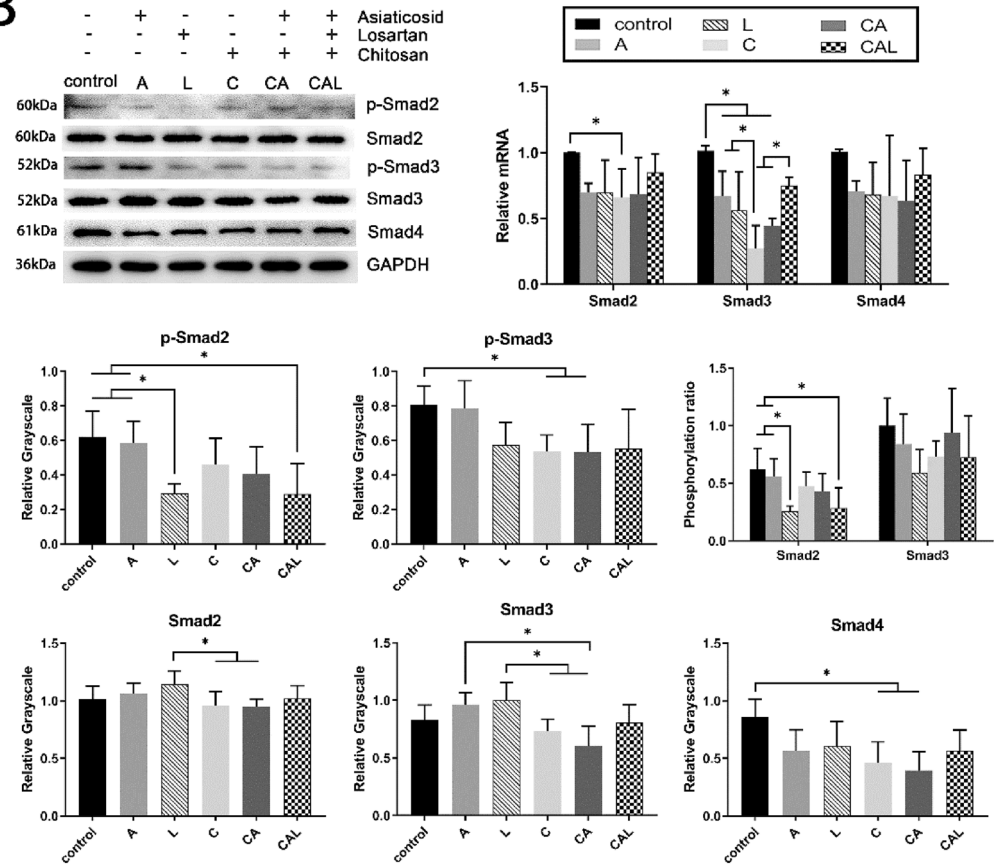 B
- + - - + + Asiaticosid
- - + - - + Losartan
- - - + + + Chitosan
control A L C CA CAL
60kDa p-Smad2
60kDa Smad2
52kDa p-Smad3
52kDa Smad3
61kDa Smad4
36kDa GAPDH
control L CA
A C CAL
Relative mRNA
1.5
1.0
0.5
0.0
* * * *
Smad2 Smad3 Smad4
p-Smad2
Relative Grayscale
1.0
0.8
0.6
0.4
0.2
0.0
* *
control A L C CA CAL
p-Smad3
Relative Grayscale
1.0
0.8
0.6
0.4
0.2
0.0
*
control A L C CA CAL
Phosphorylation ratio
1.5
1.0
0.5
0.0
* *
Smad2 Smad3
Smad2
Relative Grayscale
1.5
1.0
0.5
0.0
*
control A L C CA CAL
Smad3
Relative Grayscale
1.5
1.0
0.5
0.0
* *
control A L C CA CAL
Smad4
Relative Grayscale
1.5
1.0
0.5
0.0
*
control A L C CA CAL